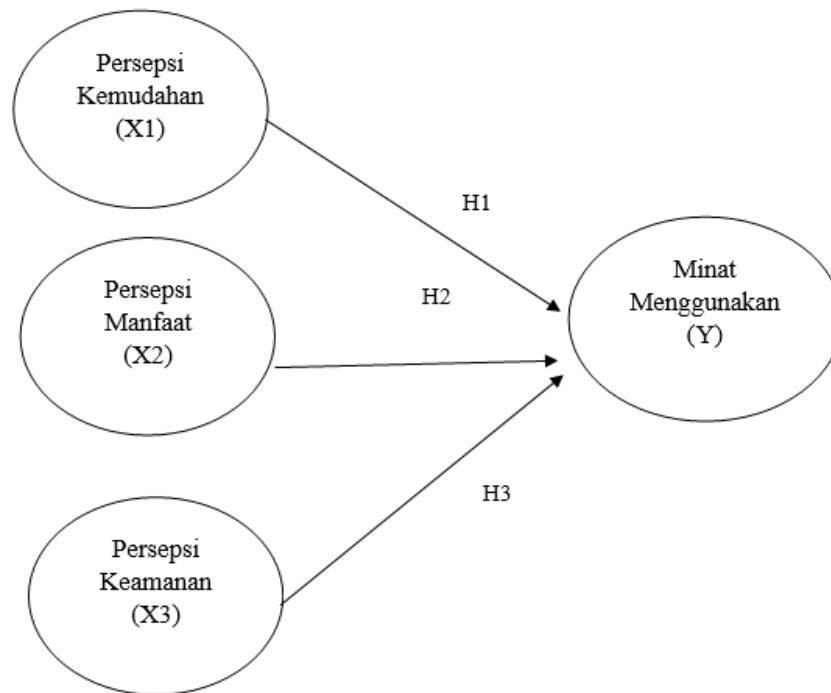 Persepsi
Kemudahan
(X1)
H1
Persepsi
Manfaat
(X2)
H2
Minat
Menggunakan
(Y)
H3
Persepsi
Keamanan
(X3)